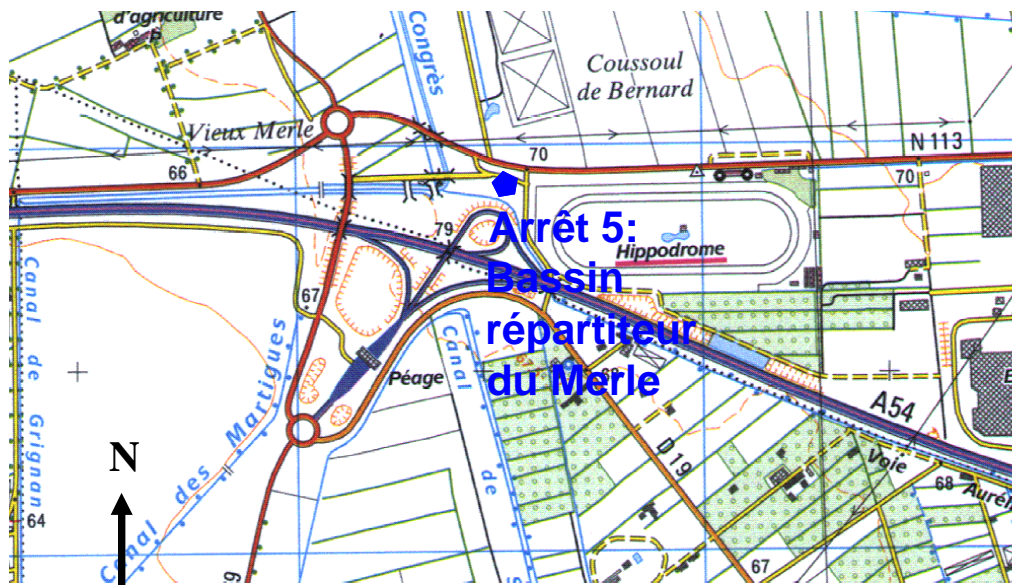 d'agriculture
Congrès
Coussoul
de Bernard
Vieux Merle
N 113
70
66
70
79
Arrêt 5:
Hippodrome
Bassin
67
répartiteur
68
du Merle
Péage
Canal de Grignan
Canal des Martigues
Canal de
A54
D 19
Voie
N
68
64
67